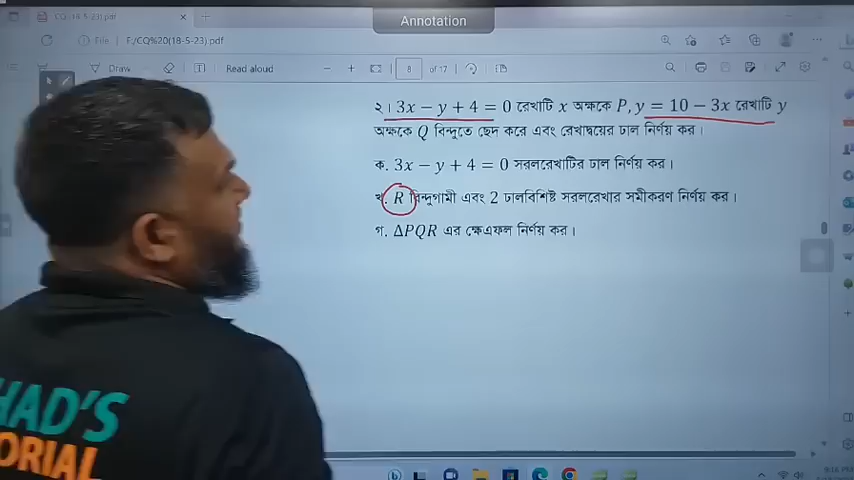 Annotation
CQ (18-5-23).pdf
File F:/CQ%20(18-5-23).pdf
Draw Read aloud 8 of 17
২। 3x − y + 4 = 0 রেখাটি x অক্ষকে P, y = 10 − 3x রেখাটি y
অক্ষকে Q বিন্দুতে ছেদ করে এবং রেখাদ্বয়ের ঢাল নির্ণয় কর।
ক. 3x − y + 4 = 0 সরলরেখাটির ঢাল নির্ণয় কর।
খ. R বিন্দুগামী এবং 2 ঢালবিশিষ্ট সরলরেখার সমীকরণ নির্ণয় কর।
গ. ΔPQR এর ক্ষেএফল নির্ণয় কর।
HAD'S
ORIAL